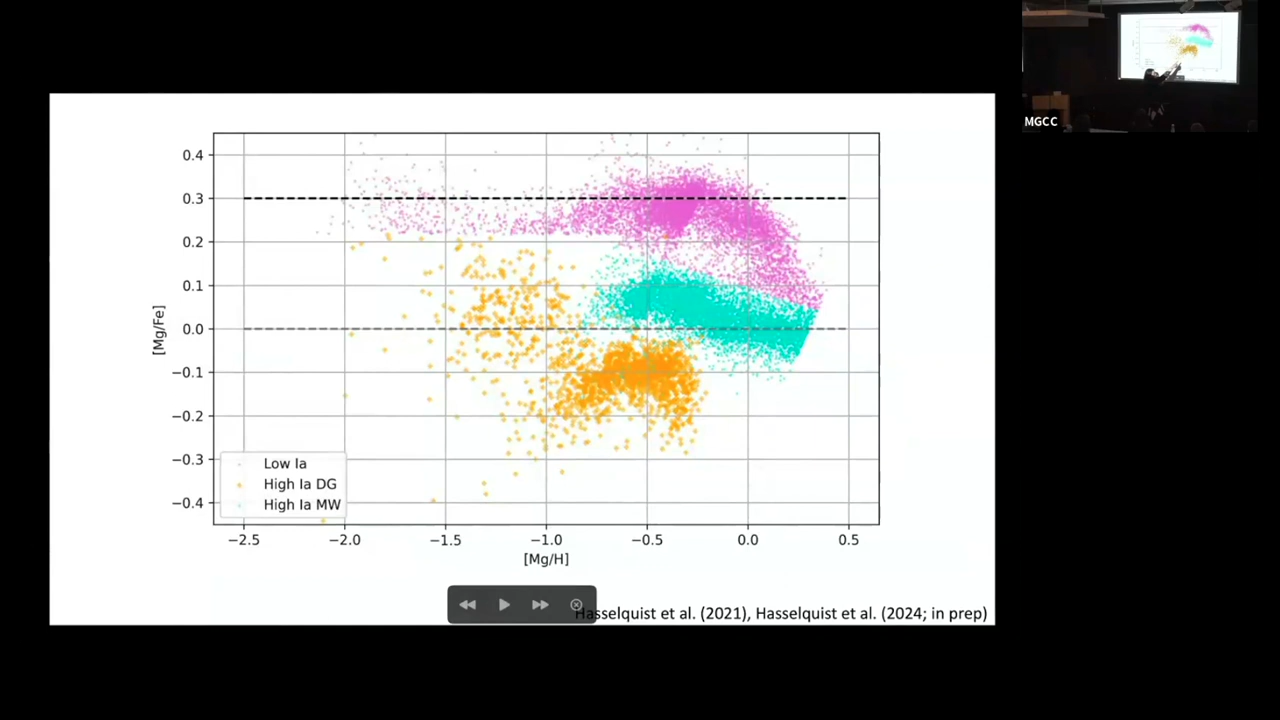 MGCC
0.4
0.3
0.2
0.1
0.0
−0.1
−0.2
−0.3
−0.4
[Mg/Fe]
Low Ia
High Ia DG
High Ia MW
−2.5 −2.0 −1.5 −1.0 −0.5 0.0 0.5
[Mg/H]
Hasselquist et al. (2021), Hasselquist et al. (2024; in prep)